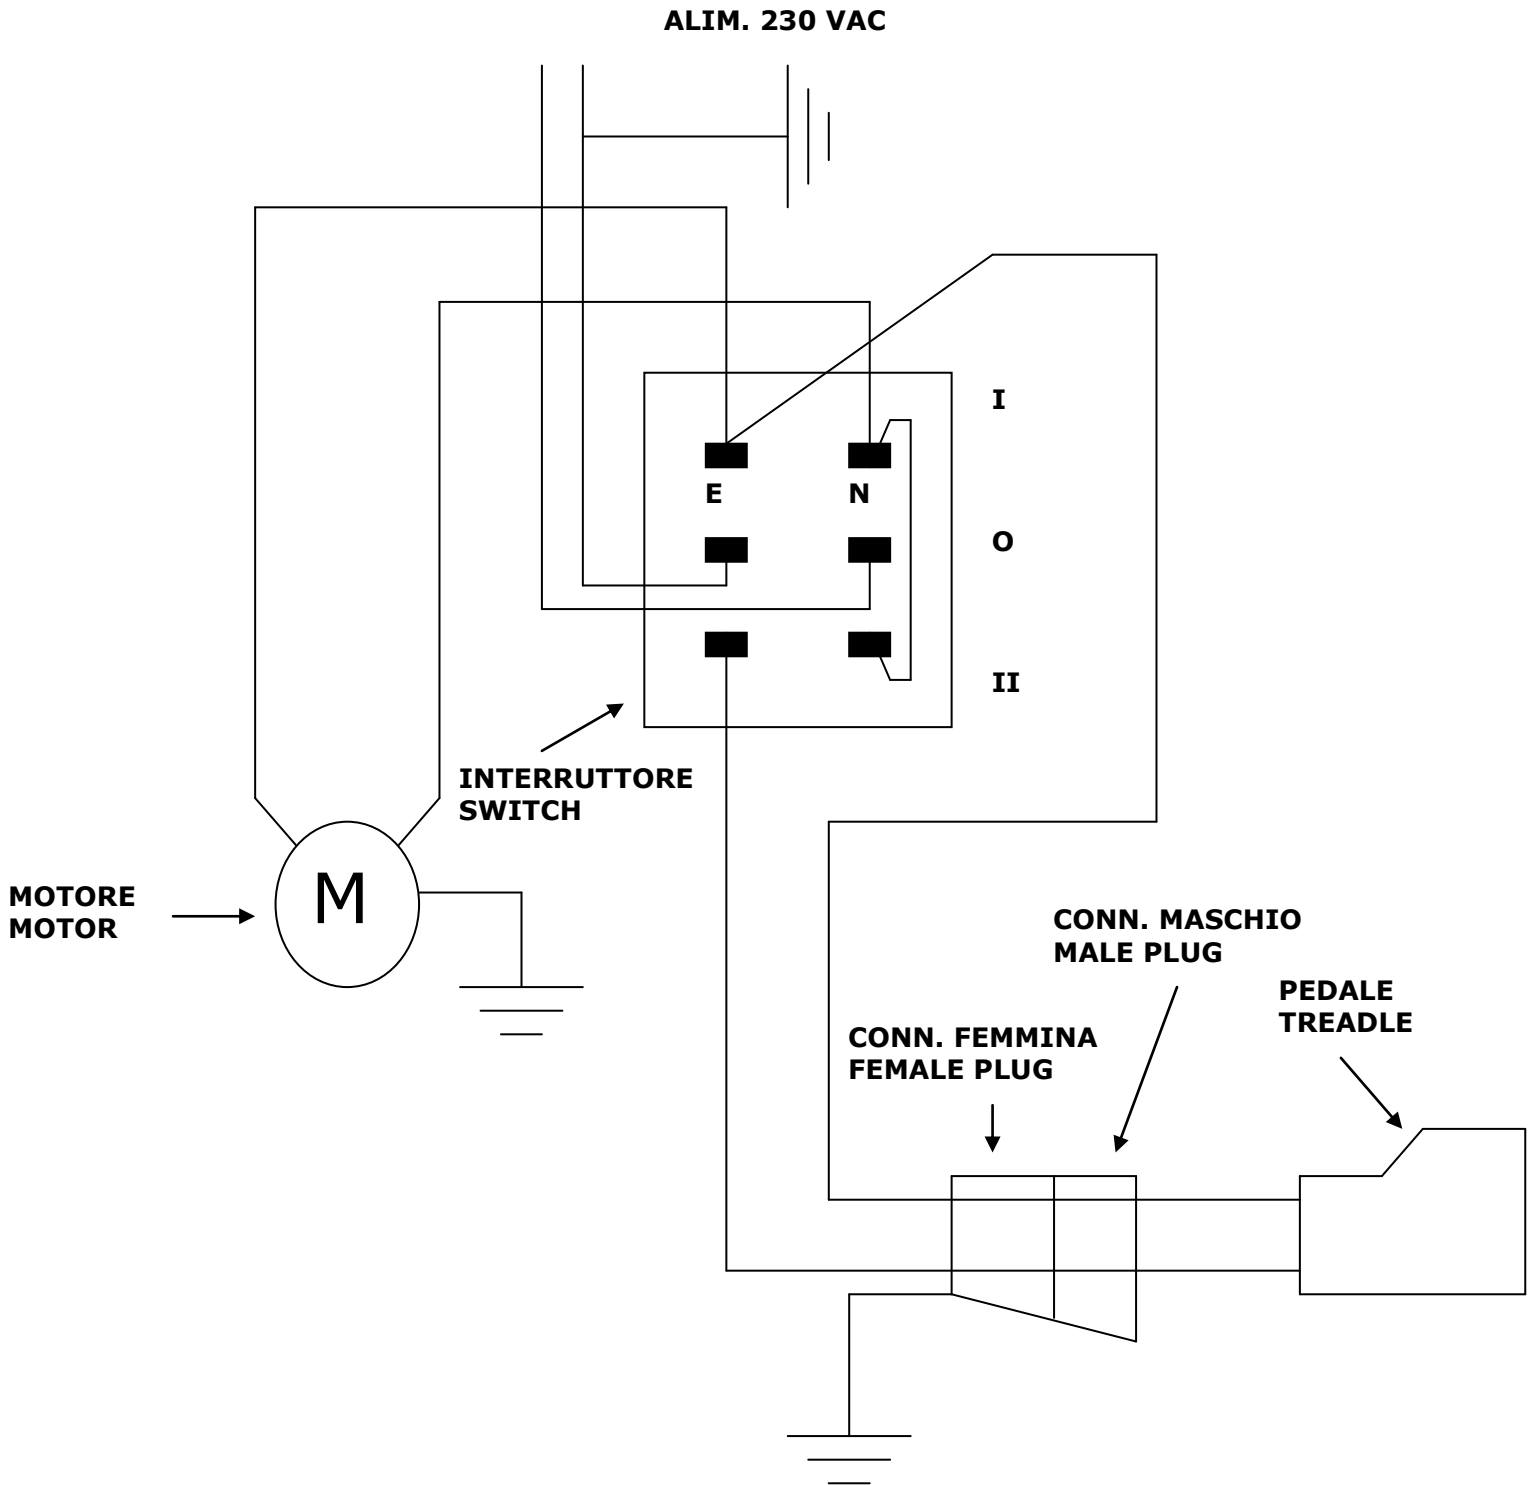 ALIM. 230 VAC
I
E
N
O
II
INTERRUTTORE
SWITCH
M
MOTORE
MOTOR
CONN. MASCHIO
MALE PLUG
PEDALE
TREADLE
CONN. FEMMINA
FEMALE PLUG